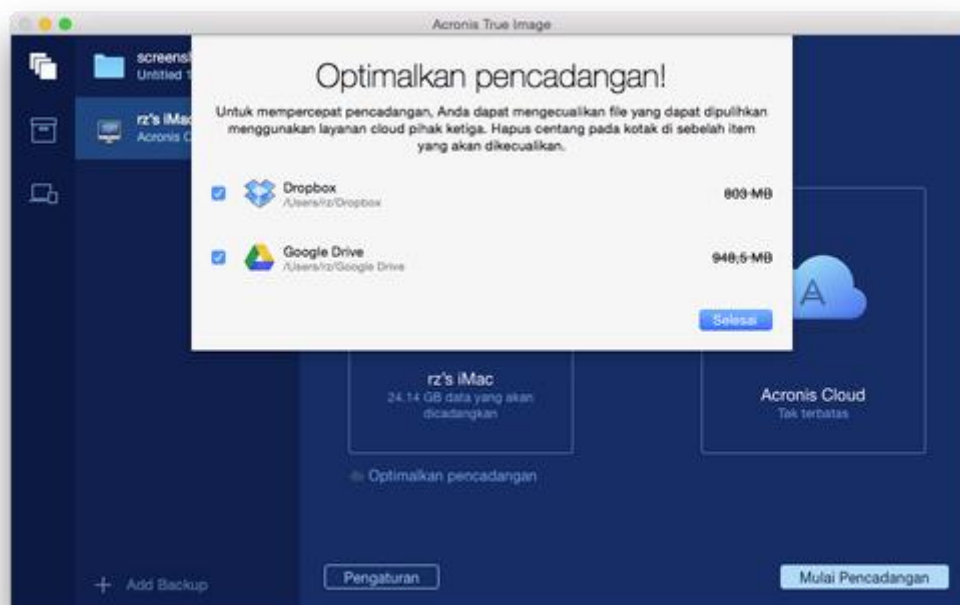 Acronis True Image
screensh
Untitled 1
rz's iMac
Acronis C
Optimalkan pencadangan!
Untuk mempercepat pencadangan, Anda dapat mengecualikan file yang dapat dipulihkan
menggunakan layanan cloud pihak ketiga. Hapus centang pada kotak di sebelah item
yang akan dikecualikan.
Dropbox
/Users/rz/Dropbox
803 MB
Google Drive
/Users/rz/Google Drive
948,5 MB
Selesai
rz's iMac
24.14 GB data yang akan
dicadangkan
Acronis Cloud
Tak terbatas
Optimalkan pencadangan
Add Backup
Pengaturan
Mulai Pencadangan